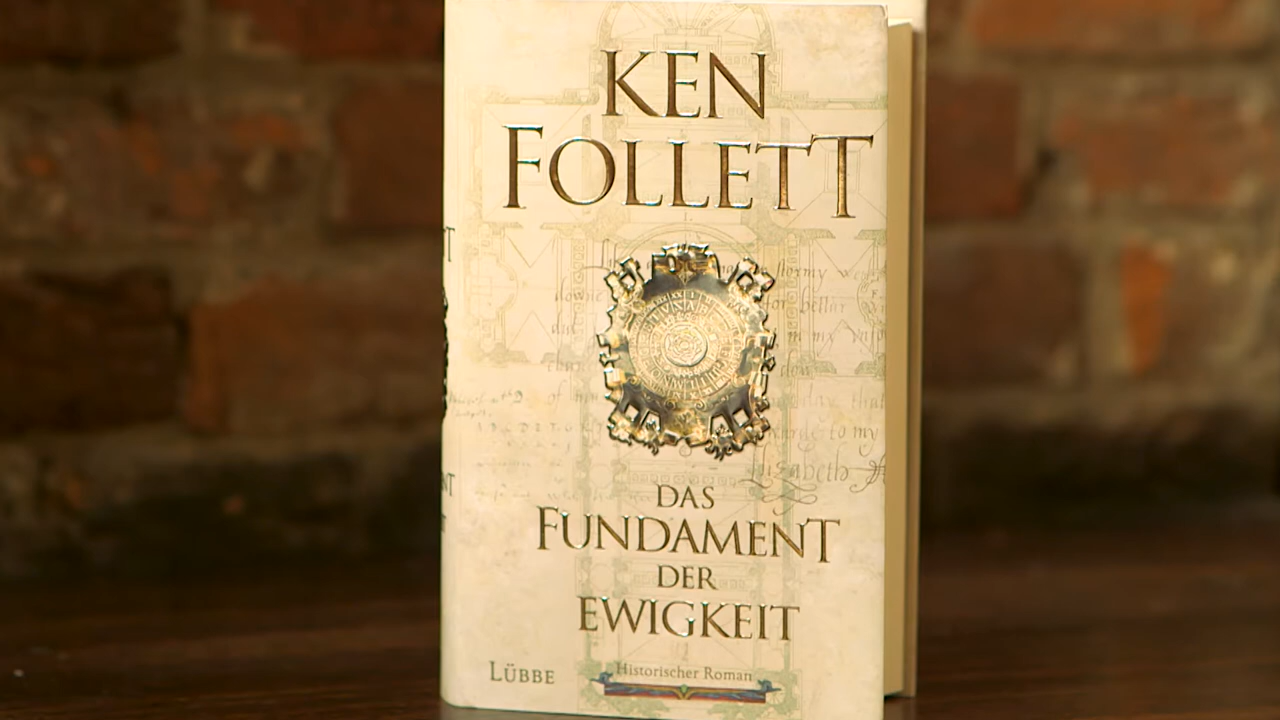 KEN
FOLLETT
DAS
FUNDAMENT
DER
EWIGKEIT
LÜBBE
Historischer Roman